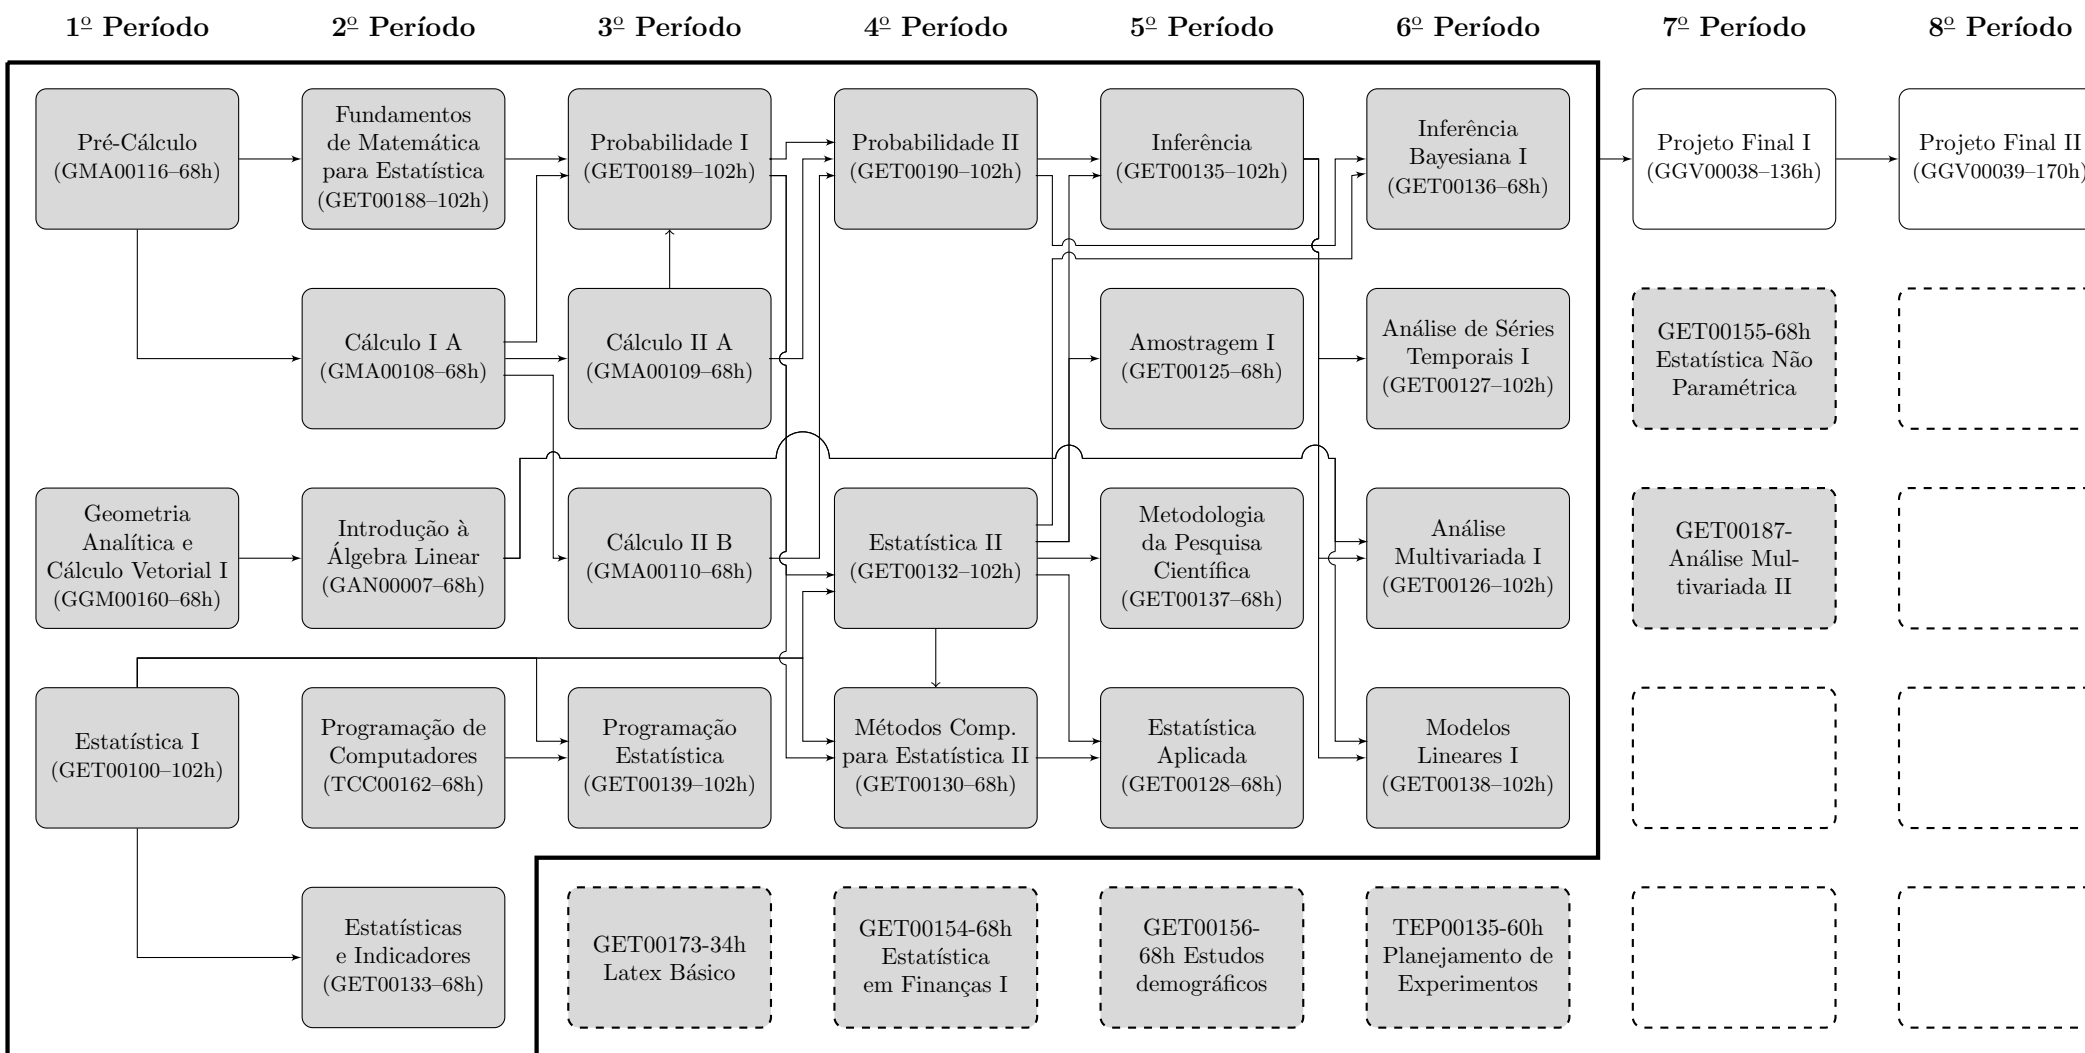 1º Período
2º Período
3º Período
4º Período
5º Período
6º Período
7º Período
8º Período
Pré-Cálculo
(GMA00116–68h)
Fundamentos
de Matemática
para Estatística
(GET00188–102h)
Probabilidade I
(GET00189–102h)
Probabilidade II
(GET00190–102h)
Inferência
(GET00135–102h)
Inferência
Bayesiana I
(GET00136–68h)
Projeto Final I
(GGV00038–136h)
Projeto Final II
(GGV00039–170h)
Cálculo I A
(GMA00108–68h)
Cálculo II A
(GMA00109–68h)
Amostragem I
(GET00125–68h)
Análise de Séries
Temporais I
(GET00127–102h)
GET00155-68h
Estatística Não
Paramétrica
Geometria
Analítica e
Cálculo Vetorial I
(GGM00160–68h)
Introdução à
Álgebra Linear
(GAN00007–68h)
Cálculo II B
(GMA00110–68h)
Estatística II
(GET00132–102h)
Metodologia
da Pesquisa
Científica
(GET00137–68h)
Análise
Multivariada I
(GET00126–102h)
GET00187-
Análise Mul-
tivariada II
Estatística I
(GET00100–102h)
Programação de
Computadores
(TCC00162–68h)
Programação
Estatística
(GET00139–102h)
Métodos Comp.
para Estatística II
(GET00130–68h)
Estatística
Aplicada
(GET00128–68h)
Modelos
Lineares I
(GET00138–102h)
Estatísticas
e Indicadores
(GET00133–68h)
GET00173-34h
Latex Básico
GET00154-68h
Estatística
em Finanças I
GET00156-
68h Estudos
demográficos
TEP00135-60h
Planejamento de
Experimentos